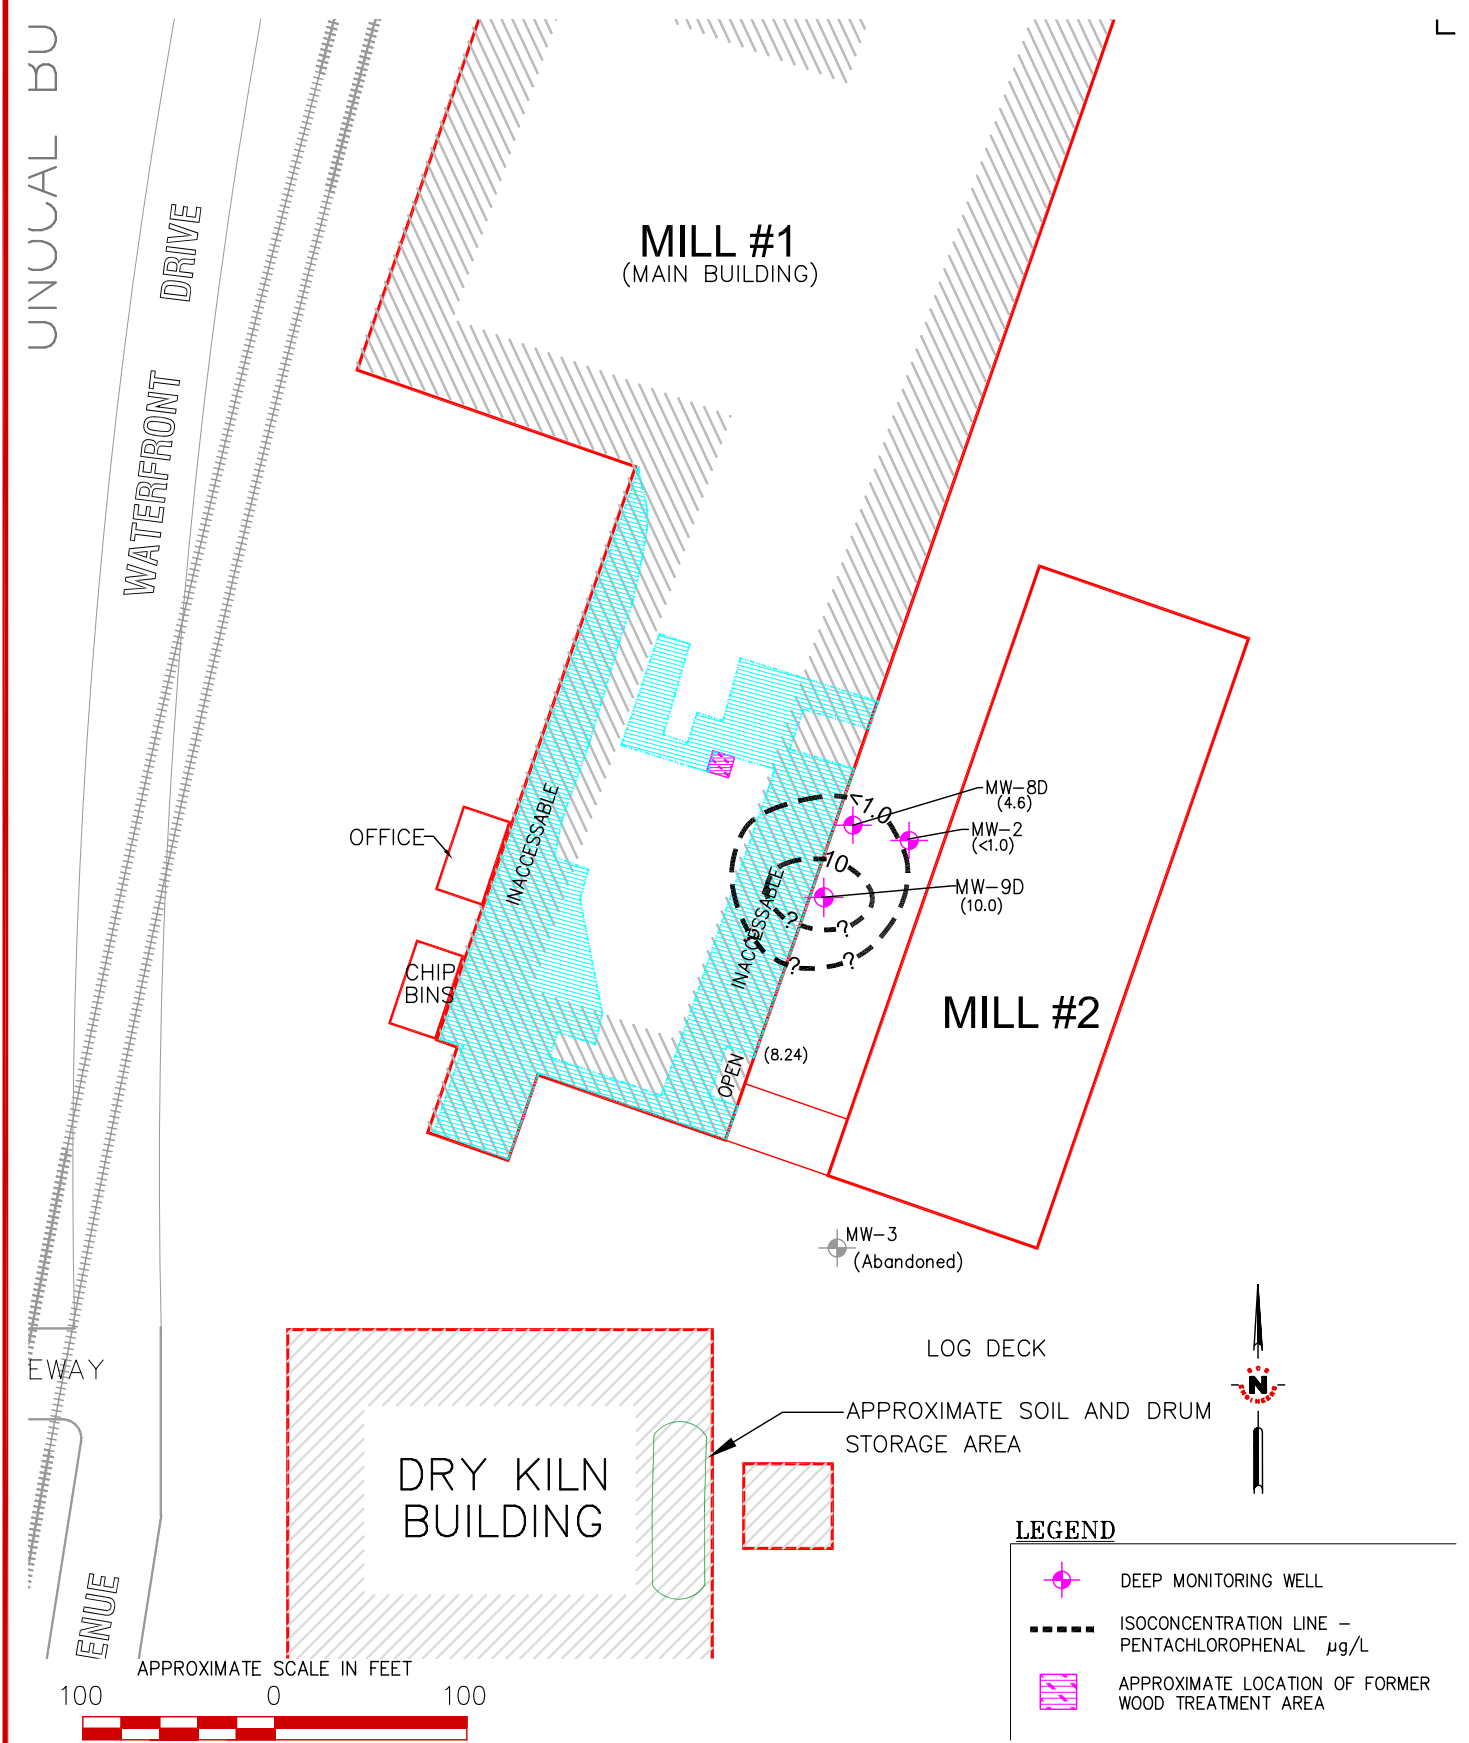 UNOCAL BU
WATERFRONT DRIVE
MILL #1
(MAIN BUILDING)
OFFICE
INACCESSABLE
CHIP
BINS
INACCESSABLE
<1.0
10
?
?
?
?
MW-8D
(4.6)
MW-2
(<1.0)
MW-9D
(10.0)
MILL #2
OPEN
(8.24)
MW-3
(Abandoned)
EWAY
ENUE
LOG DECK
APPROXIMATE SOIL AND DRUM
STORAGE AREA
DRY KILN
BUILDING
N
APPROXIMATE SCALE IN FEET
100 0 100
LEGEND
DEEP MONITORING WELL
ISOCONCENTRATION LINE -
PENTACHLOROPHENAL µg/L
APPROXIMATE LOCATION OF FORMER
WOOD TREATMENT AREA